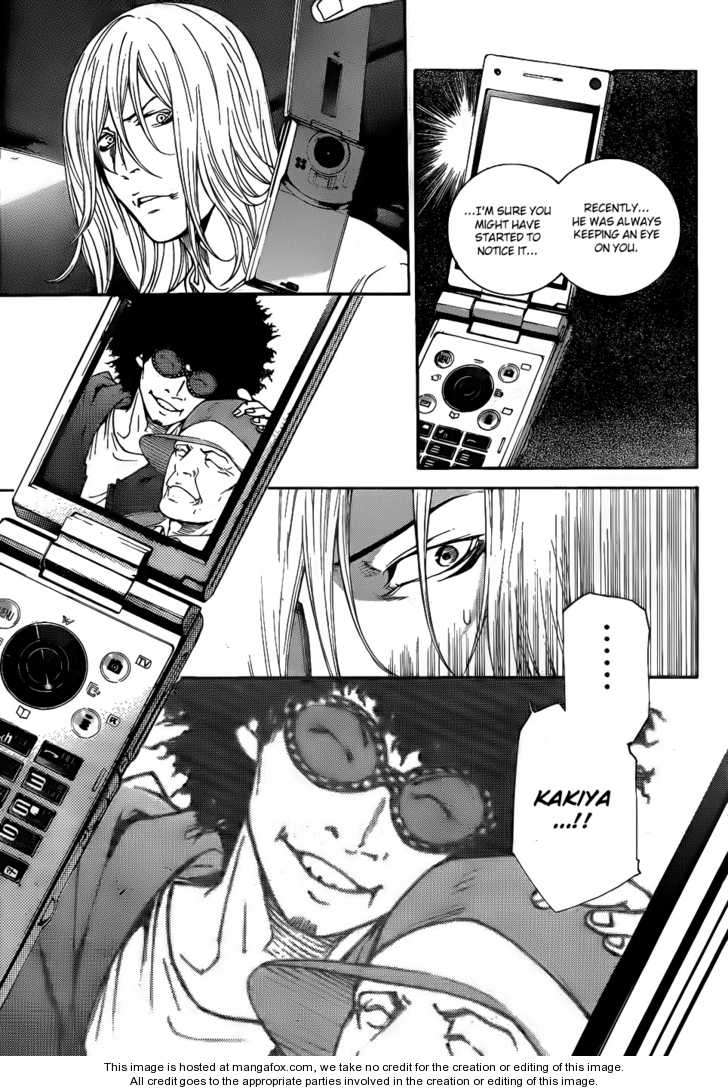 RECENTLY...
HE WAS ALWAYS
KEEPING AN EYE
ON YOU.
...I'M SURE YOU
MIGHT HAVE
STARTED TO
NOTICE IT...
......
KAKIYA
...!!
TV
This image is hosted at mangafox.com, we take no credit for the creation or editing of this image.
All credit goes to the appropriate parties involved in the creation or editing of this image.